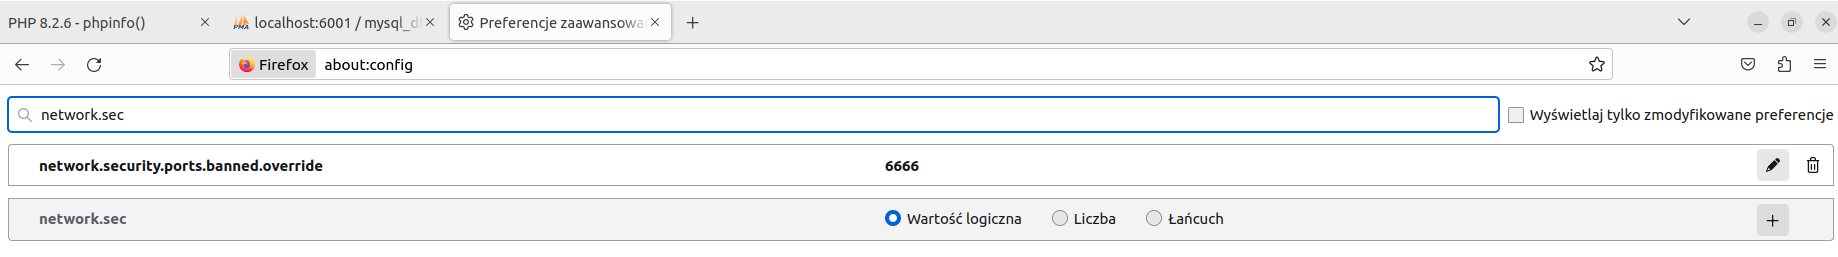 PHP 8.2.6 - phpinfo()
localhost:6001 / mysql_d
Preferencje zaawansowa
Firefox about:config
network.sec
Wyświetlaj tylko zmodyfikowane preferencje
network.security.ports.banned.override 6666
network.sec Wartość logiczna Liczba Łańcuch